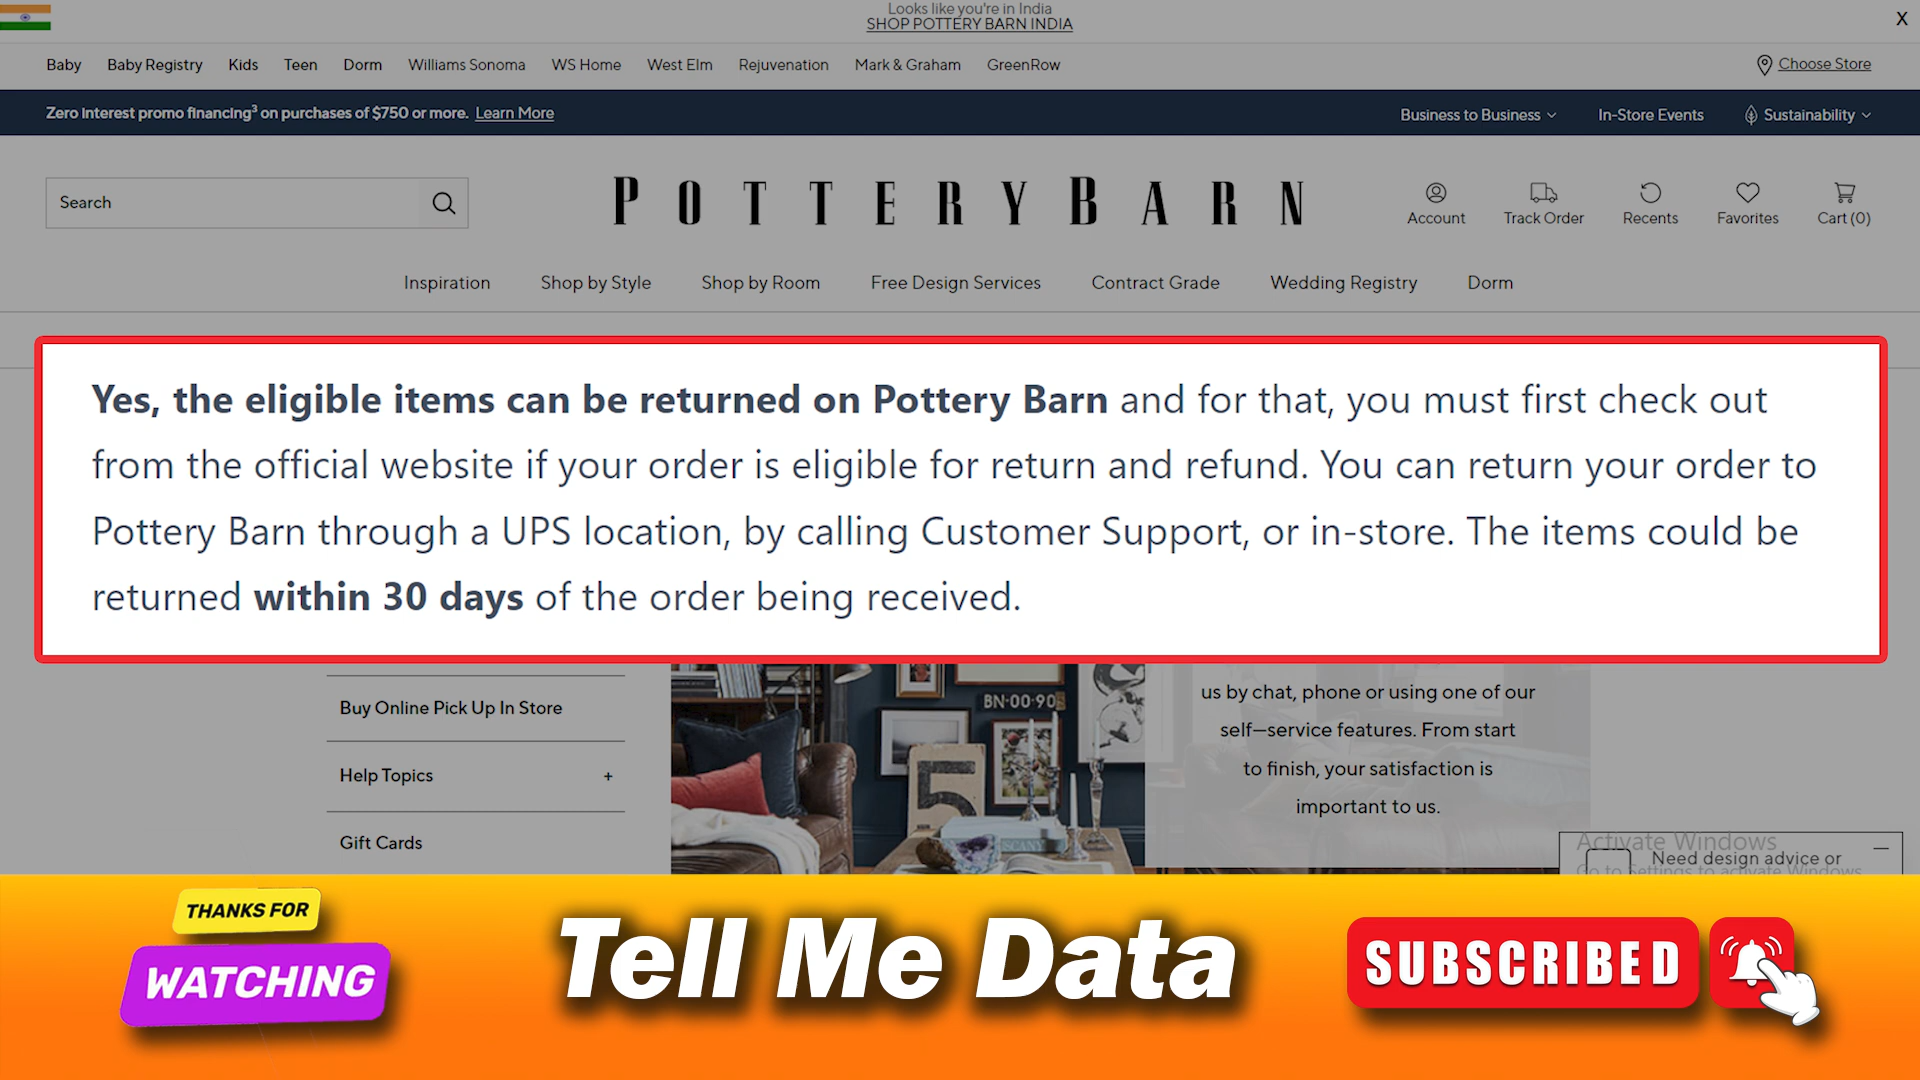 Looks like you're in India
SHOP POTTERY BARN INDIA
X
Baby Baby Registry Kids Teen Dorm Williams Sonoma WS Home West Elm Rejuvenation Mark & Graham GreenRow Choose Store
Zero interest promo financing³ on purchases of $750 or more. Learn More Business to Business In-Store Events Sustainability
Search
POTTERY BARN
Account Track Order Recents Favorites Cart (0)
Inspiration Shop by Style Shop by Room Free Design Services Contract Grade Wedding Registry Dorm
Yes, the eligible items can be returned on Pottery Barn and for that, you must first check out
from the official website if your order is eligible for return and refund. You can return your order to
Pottery Barn through a UPS location, by calling Customer Support, or in-store. The items could be
returned within 30 days of the order being received.
Buy Online Pick Up In Store
Help Topics +
Gift Cards
BN-00-90
5
us by chat, phone or using one of our
self—service features. From start
to finish, your satisfaction is
important to us.
Activate Windows
Need design advice or
Go to Settings to activate Windows.
THANKS FOR
WATCHING
Tell Me Data
SUBSCRIBED